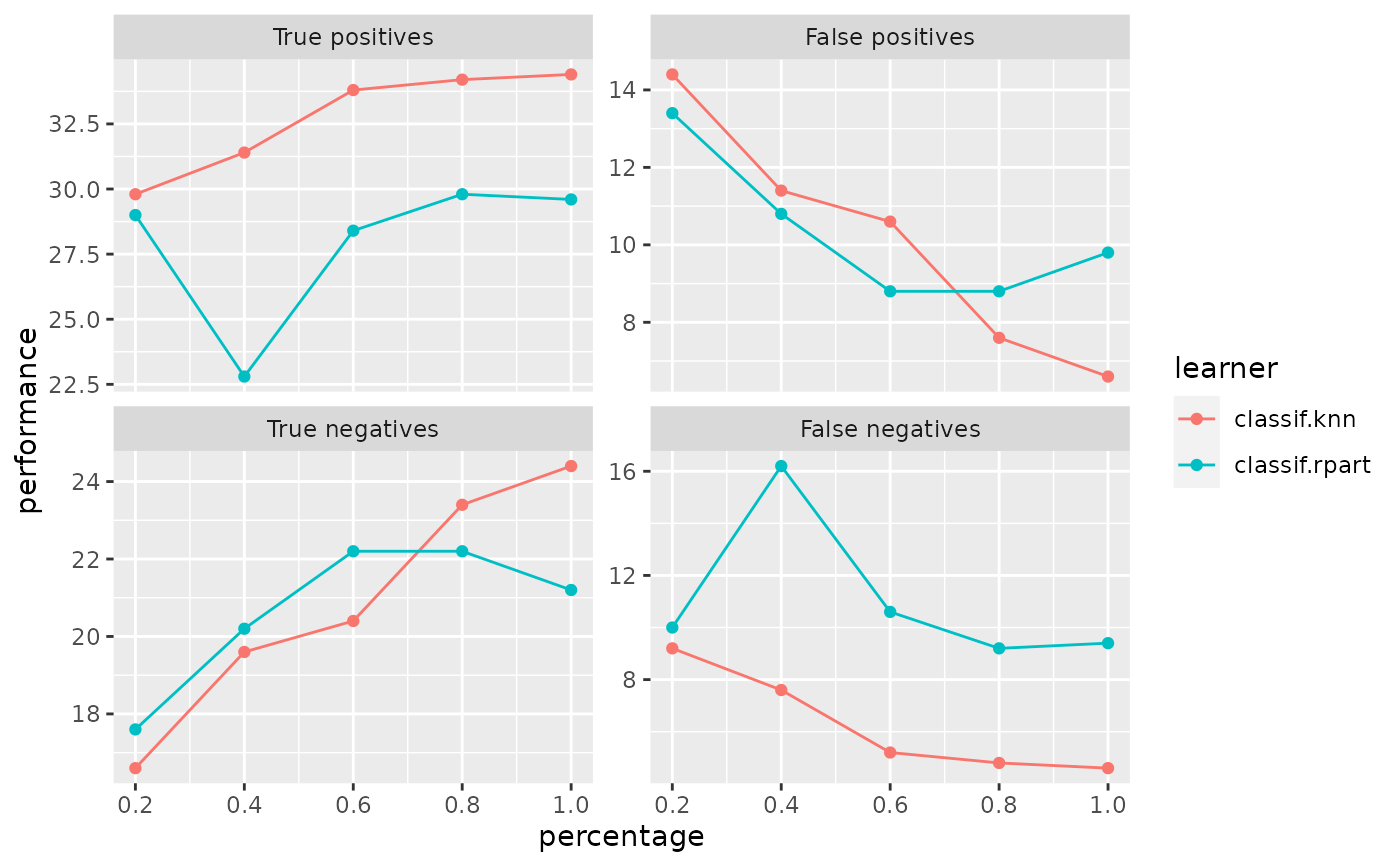 True positives
False positives
32.5
30.0
27.5
25.0
22.5
14
12
10
8
True negatives
False negatives
24
22
20
18
16
12
8
0.2 0.4 0.6 0.8 1.0
0.2 0.4 0.6 0.8 1.0
percentage
performance
learner
classif.knn
classif.rpart